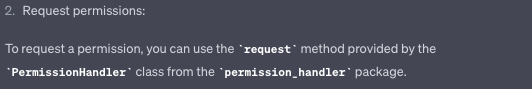 2. Request permissions:
To request a permission, you can use the `request` method provided by the
`PermissionHandler` class from the `permission_handler` package.